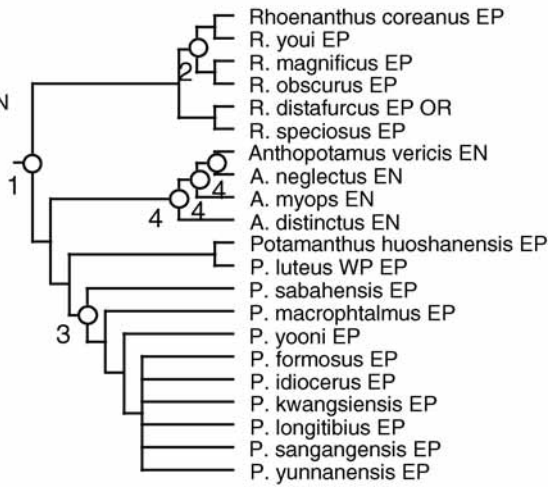 Rhoenanthus coreanus EP
R. youi EP
R. magnificus EP
2
R. obscurus EP
N
R. distafurcus EP OR
R. speciosus EP
Anthopotamus vericis EN
1
A. neglectus EN
4
A. myops EN
4
4
A. distinctus EN
Potamanthus huoshanensis EP
P. luteus WP EP
P. sabahensis EP
P. macrophtalmus EP
3
P. yooni EP
P. formosus EP
P. idiocerus EP
P. kwangsiensis EP
P. longitibius EP
P. sangangensis EP
P. yunnanensis EP